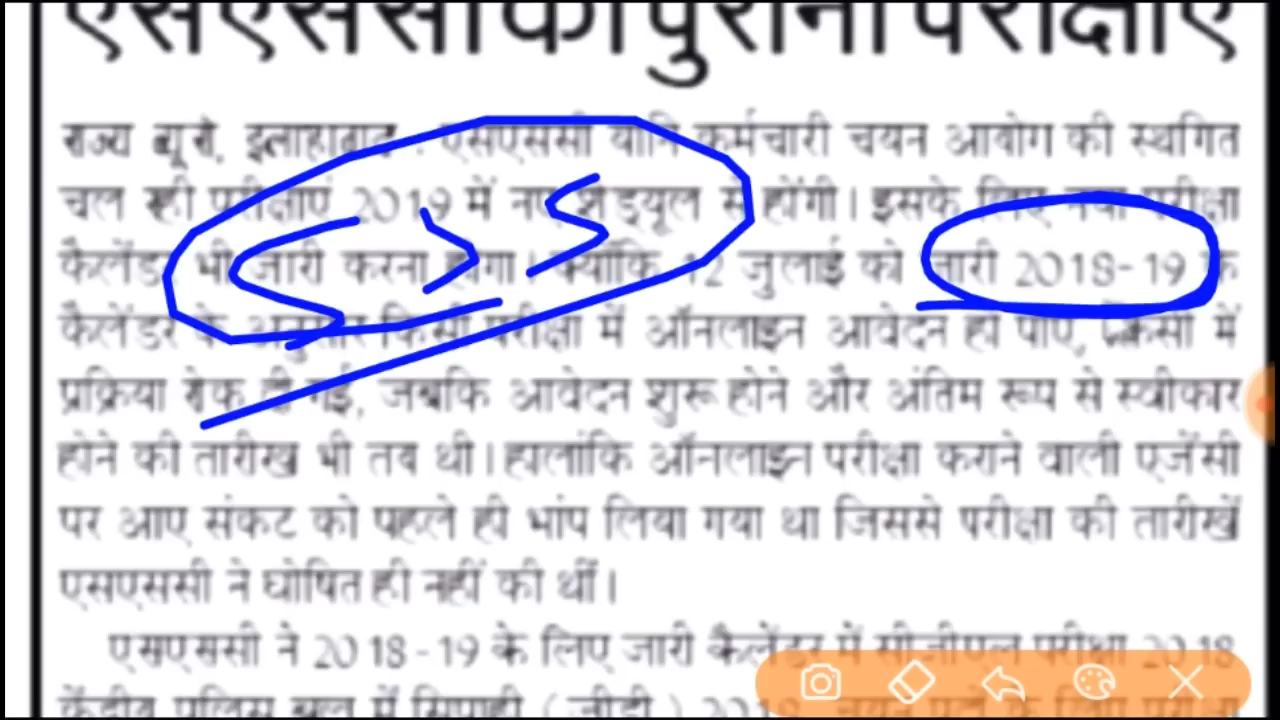 एसएससी की पुरानी परीक्षाएं
राज्य ब्यूरो, इलाहाबाद : एसएससी यानि कर्मचारी चयन आयोग की स्थगित
चल रही परीक्षाएं 2019 में नए शेड्यूल से होंगी। इसके लिए नया परीक्षा
कैलेंडर भी जारी करना होगा। क्योंकि 12 जुलाई को जारी 2018-19 के
कैलेंडर के अनुसार किसी परीक्षा में ऑनलाइन आवेदन हो पाए, किसी में
प्रक्रिया रोक दी गई, जबकि आवेदन शुरू होने और अंतिम रूप से स्वीकार
होने की तारीख भी तय थी। हालांकि ऑनलाइन परीक्षा कराने वाली एजेंसी
पर आए संकट को पहले ही भांप लिया गया था जिससे परीक्षा की तारीखें
एसएससी ने घोषित ही नहीं की थीं।
एसएससी ने 2018-19 के लिए जारी कैलेंडर में सीजीएल परीक्षा 2018
केंद्रीय पुलिस बल में सिपाही (जीडी) 2018